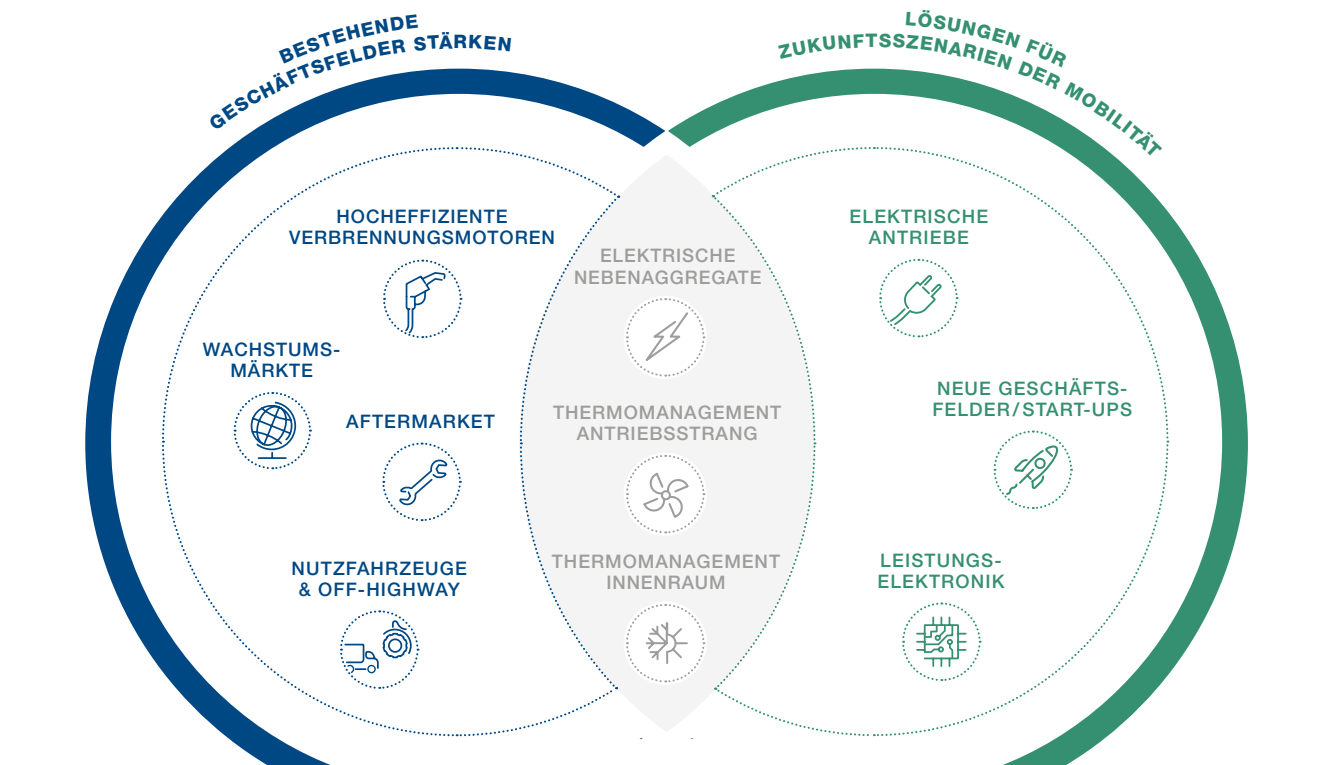 BESTEHENDE
GESCHÄFTSFELDER STÄRKEN
LÖSUNGEN FÜR
ZUKUNFTSSZENARIEN DER MOBILITÄT
HOCHEFFIZIENTE
VERBRENNUNGSMOTOREN
WACHSTUMS-
MÄRKTE
AFTERMARKET
NUTZFAHRZEUGE
& OFF-HIGHWAY
ELEKTRISCHE
NEBENAGGREGATE
THERMOMANAGEMENT
ANTRIEBSSTRANG
THERMOMANAGEMENT
INNENRAUM
ELEKTRISCHE
ANTRIEBE
NEUE GESCHÄFTS-
FELDER/START-UPS
LEISTUNGS-
ELEKTRONIK